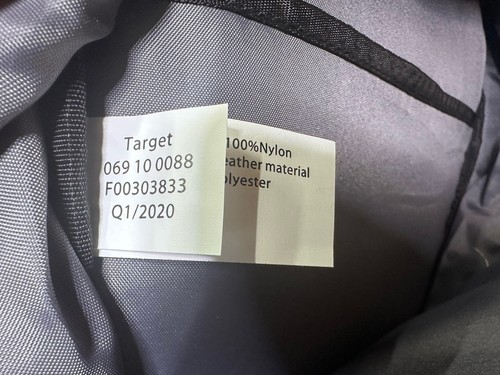 Target
069 10 0088
F00303833
Q1/2020
100%Nylon
eather material
olyester